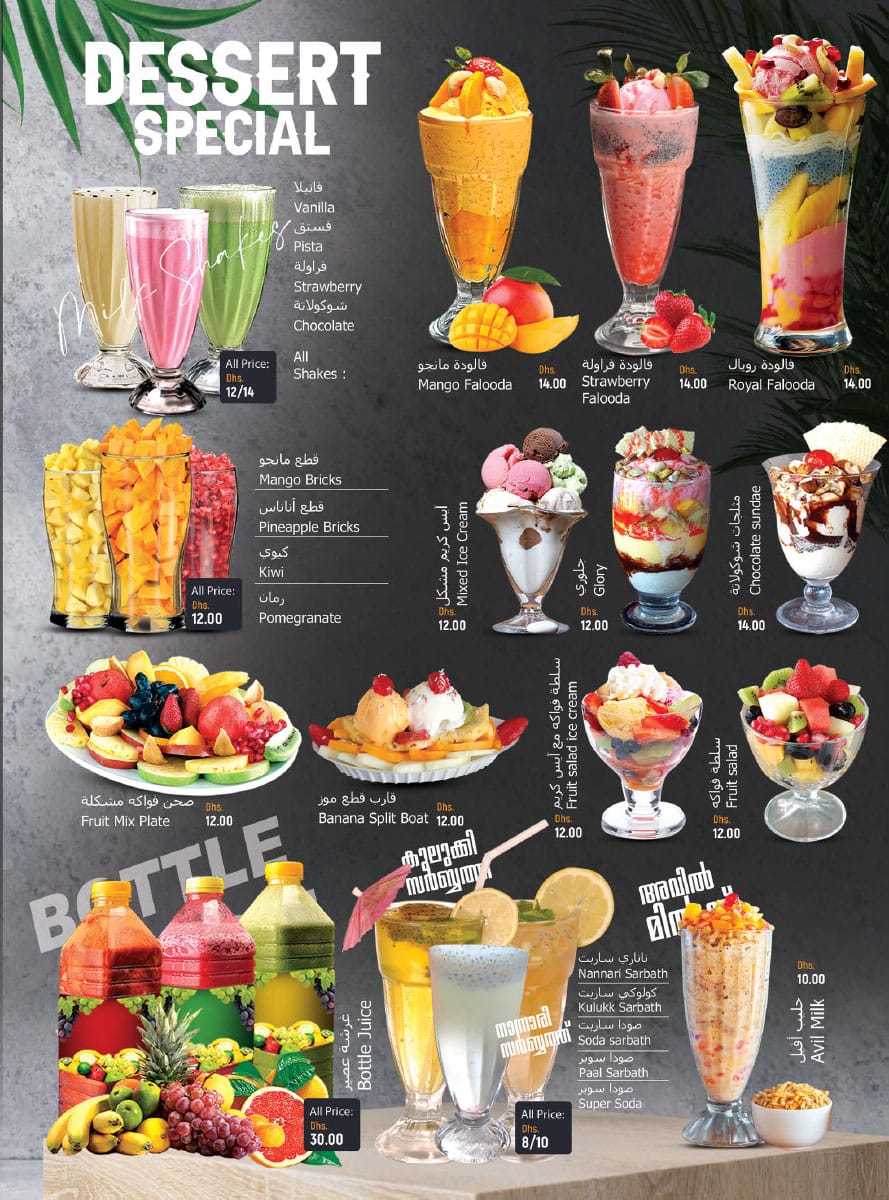 DESSERT
SPECIAL
Milk Shakes
فانيلا
Vanilla
فستق
Pista
فراولة
Strawberry
شوكولاتة
Chocolate
All
Shakes :
All Price:
Dhs.
12/14
فالودة مانجو
Mango Falooda
Dhs.
14.00
فالودة فراولة
Strawberry
Falooda
Dhs.
14.00
فالودة رويال
Royal Falooda
Dhs.
14.00
قطع مانجو
Mango Bricks
قطع أناناس
Pineapple Bricks
كيوي
Kiwi
رمان
Pomegranate
All Price:
Dhs.
12.00
آيس كريم مشكل
Mixed Ice Cream
Dhs.
12.00
جلوري
Glory
Dhs.
12.00
مثلجات شوكولاتة
Chocolate sundae
Dhs.
14.00
صحن فواكه مشكلة
Fruit Mix Plate
Dhs.
12.00
قارب قطع موز
Banana Split Boat
Dhs.
12.00
سلطة فواكه مع آيس كريم
Fruit salad ice cream
Dhs.
12.00
سلطة فواكه
Fruit salad
Dhs.
12.00
BOTTLE
غرشة عصير
Bottle Juice
All Price:
Dhs.
30.00
കുലുക്കി
സർബ്ബത്ത്
നാന്നാരി
സർബ്ബത്ത്
ناناري ساربت
Nannari Sarbath
كولوكي ساربت
Kulukk Sarbath
صودا ساربت
Soda sarbath
صودا سوبر
Paal Sarbath
صودا سوبر
Super Soda
All Price:
Dhs.
8/10
അവിൽ
Dhs.
10.00
حليب أفيل
Avil Milk